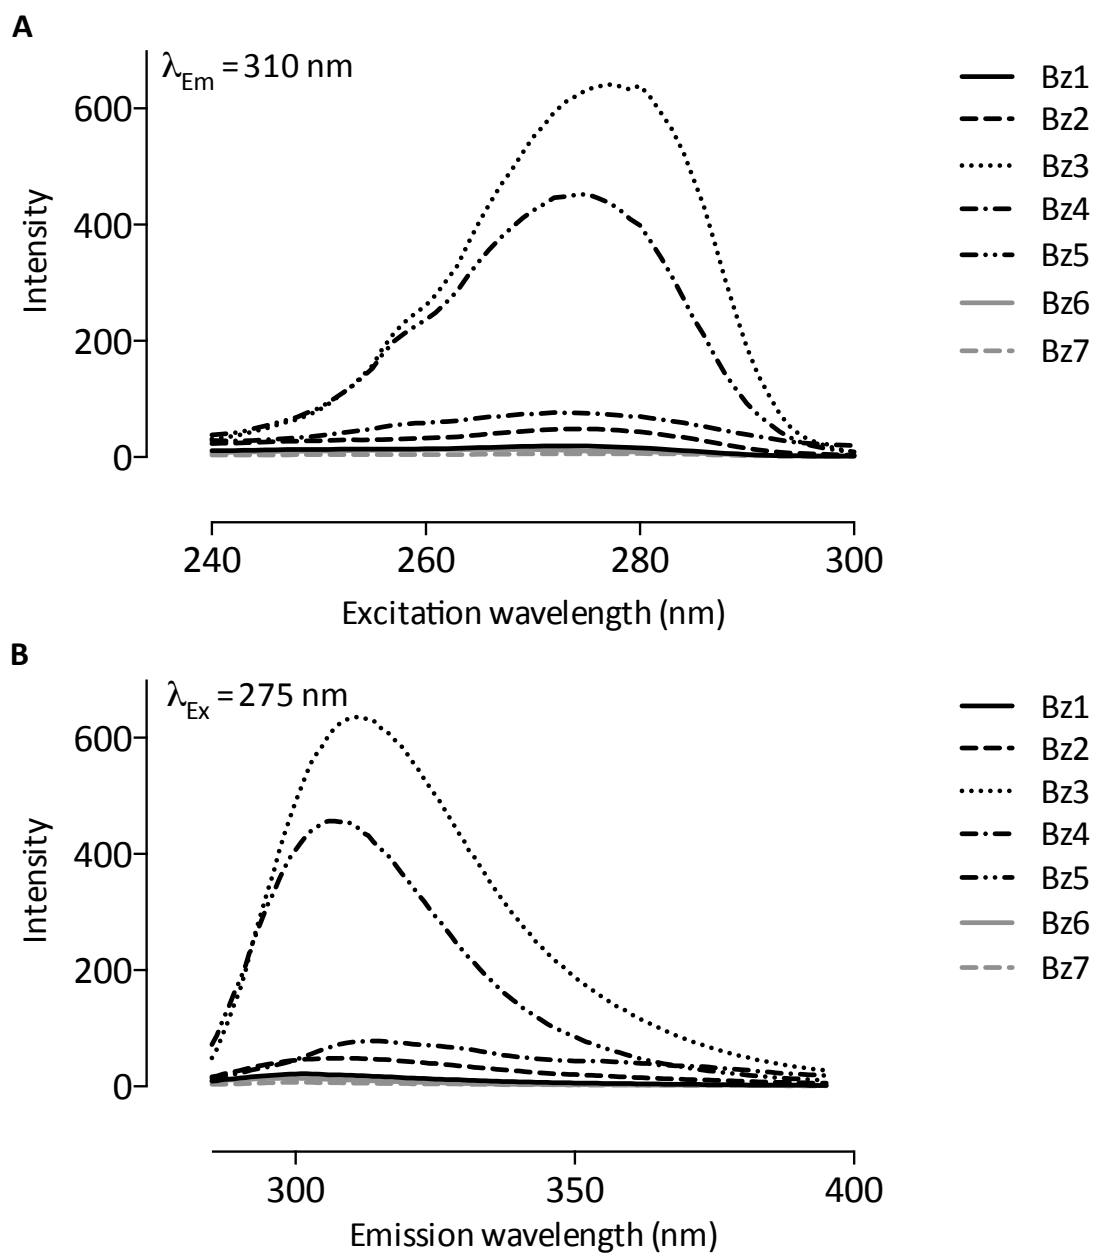 A
λEm = 310 nm
Intensity
600
400
200
0
240 260 280 300
Excitation wavelength (nm)
Bz1
Bz2
Bz3
Bz4
Bz5
Bz6
Bz7
B
λEx = 275 nm
Intensity
600
400
200
0
300 350 400
Emission wavelength (nm)
Bz1
Bz2
Bz3
Bz4
Bz5
Bz6
Bz7